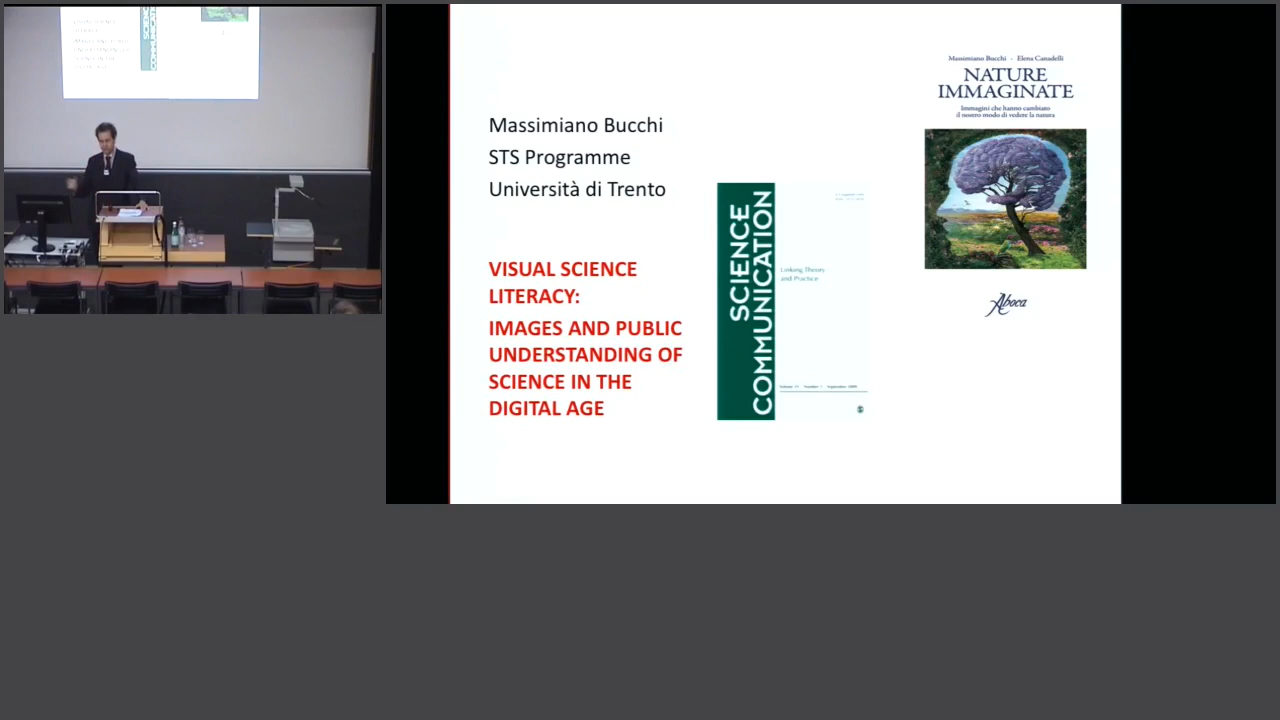 Massimiano Bucchi
STS Programme
Università di Trento
VISUAL SCIENCE
LITERACY:
IMAGES AND PUBLIC
UNDERSTANDING OF
SCIENCE IN THE
DIGITAL AGE
SCIENCE
COMMUNICATION
Linking Theory
and Practice
Massimiano Bucchi - Elena Canadelli
NATURE
IMMAGINATE
Immagini che hanno cambiato
il nostro modo di vedere la natura
Aboca